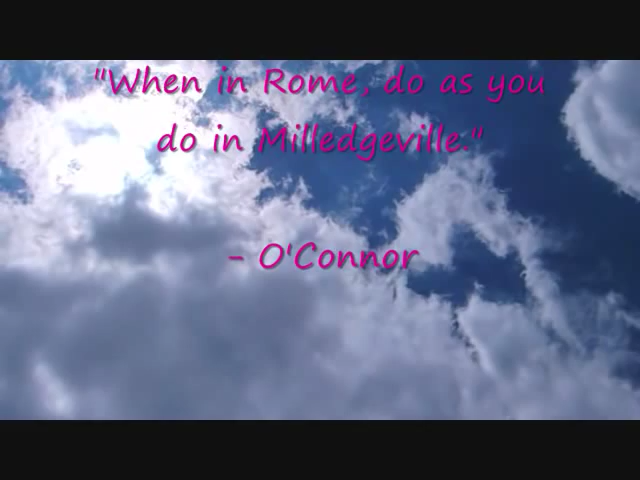 "When in Rome, do as you
do in Milledgeville."
- O'Connor